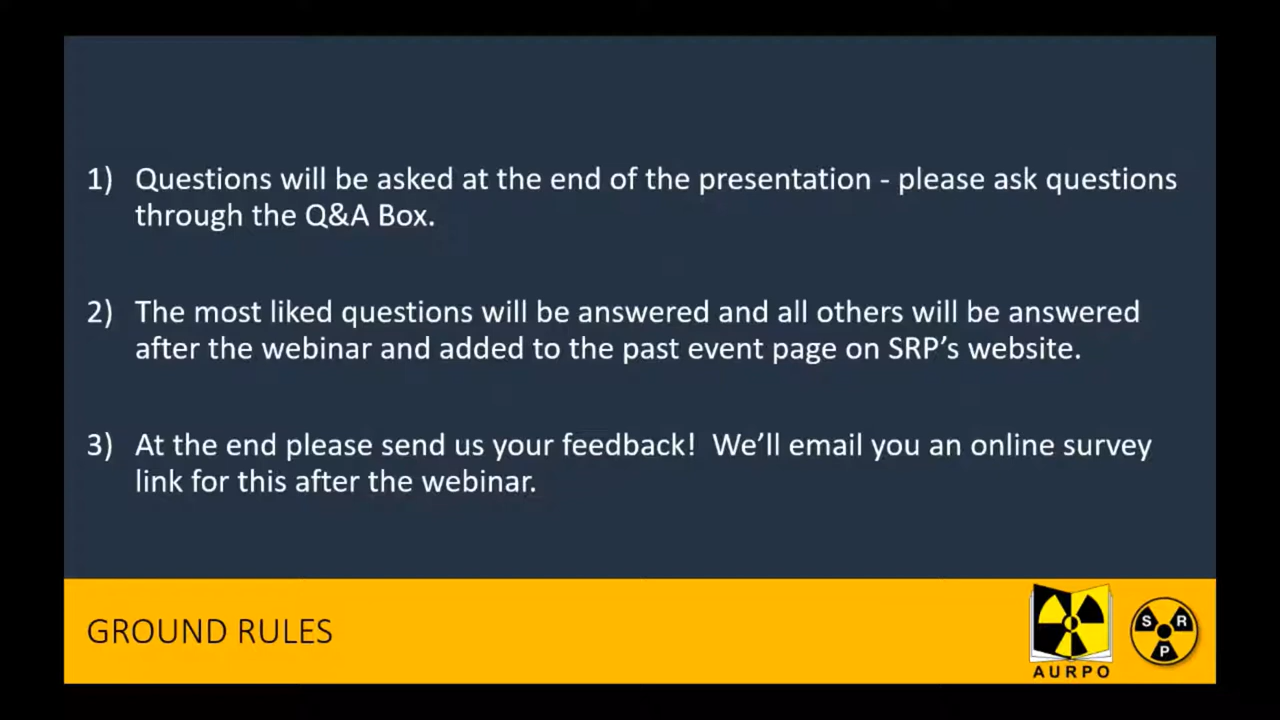 1) Questions will be asked at the end of the presentation - please ask questions
through the Q&A Box.
2) The most liked questions will be answered and all others will be answered
after the webinar and added to the past event page on SRP’s website.
3) At the end please send us your feedback!  We’ll email you an online survey
link for this after the webinar.
GROUND RULES
AURPO
S R
P